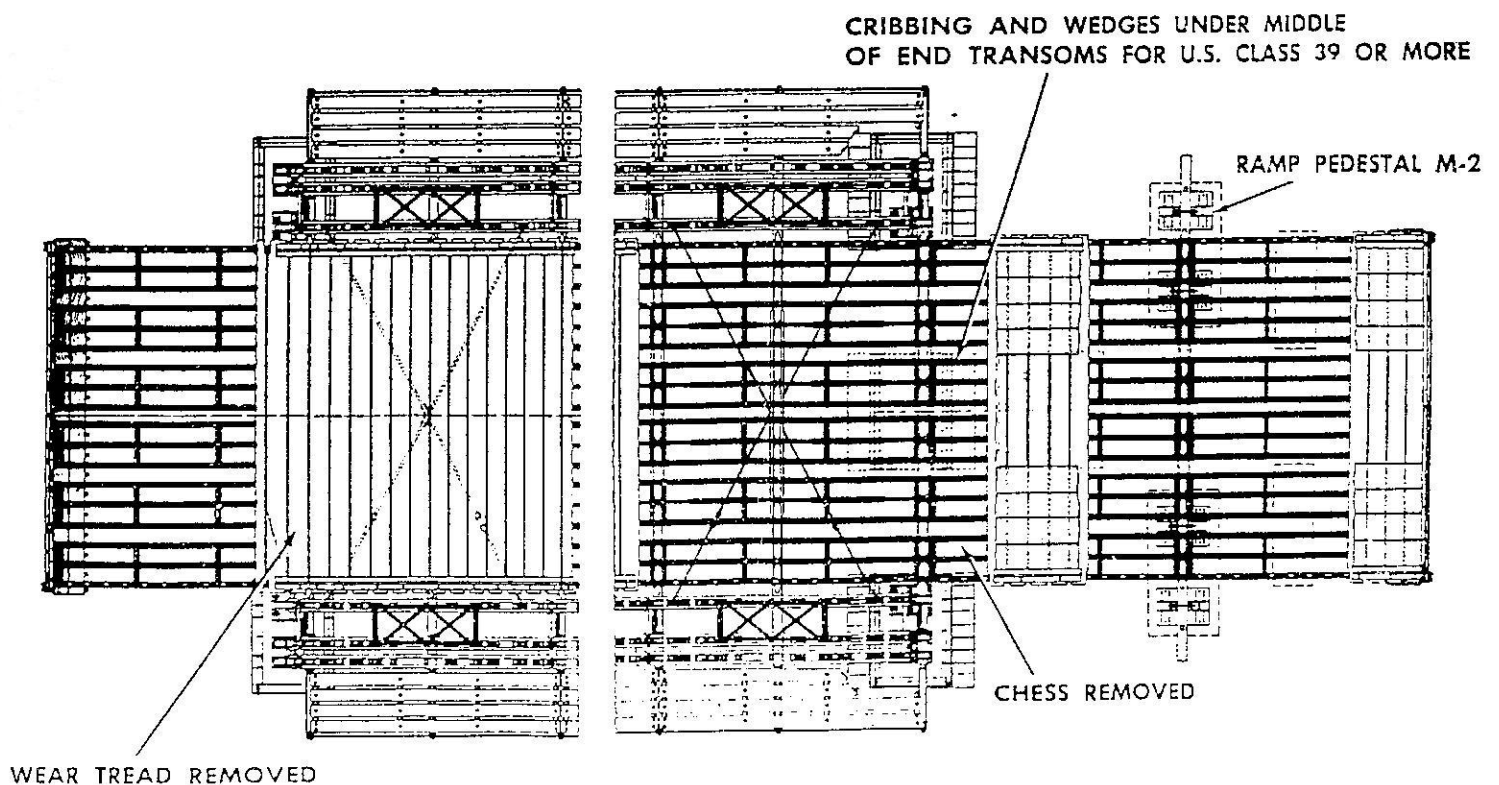 CRIBBING AND WEDGES UNDER MIDDLE
OF END TRANSOMS FOR U.S. CLASS 39 OR MORE
RAMP PEDESTAL M-2
CHESS REMOVED
WEAR TREAD REMOVED